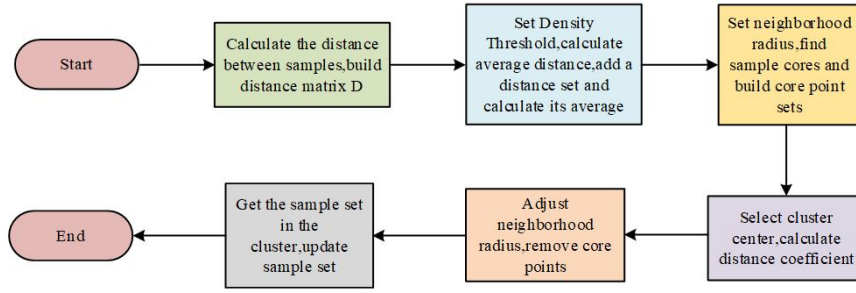 Start
Calculate the distance
between samples,build
distance matrix D
Set Density
Threshold,calculate
average distance,add a
distance set and
calculate its average
Set neighborhood
radius,find
sample cores and
build core point
sets
Select cluster
center,calculate
distance coefficient
Adjust
neighborhood
radius,remove core
points
Get the sample set
in the
cluster,update
sample set
End